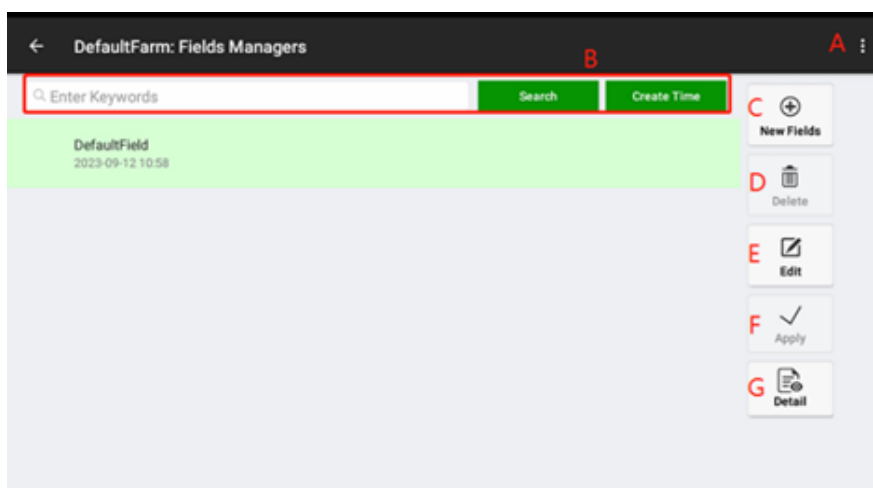 DefaultFarm: Fields Managers
A
B
Enter Keywords
Search
Create Time
DefaultField
2023-09-12 10:58
C
New Fields
D
Delete
E
Edit
F
Apply
G
Detail